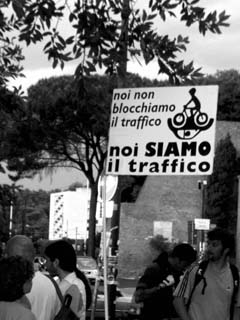 noi non
blocchiamo
il traffico
noi SIAMO
il traffico